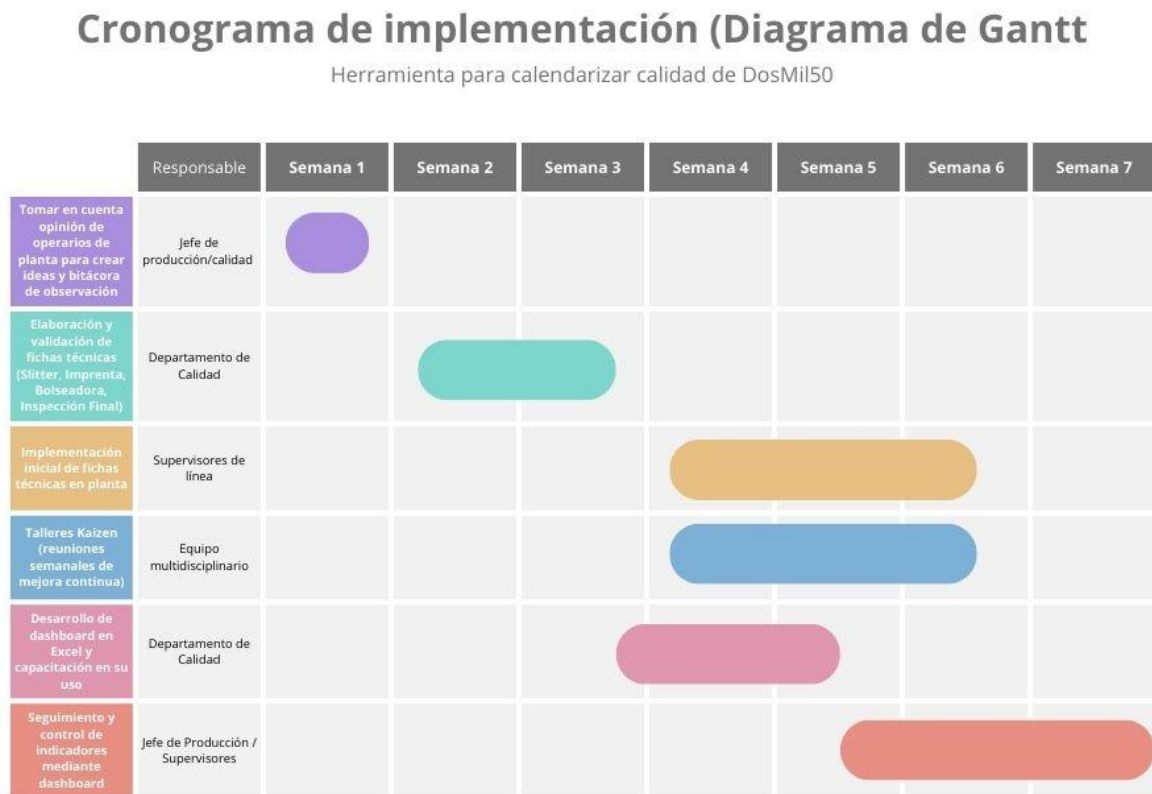 Cronograma de implementación (Diagrama de Gantt
Herramienta para calendarizar calidad de DosMil50
Responsable
Semana 1
Semana 2
Semana 3
Semana 4
Semana 5
Semana 6
Semana 7
Tomar en cuenta
opinión de
operarios de
planta para crear
ideas y bitácora
de observación
Jefe de
producción/calidad
Elaboración y
validación de
fichas técnicas
(Slitter, Imprenta,
Bolseadora,
Inspección Final)
Departamento de
Calidad
Implementación
inicial de fichas
técnicas en planta
Supervisores de
línea
Talleres Kaizen
(reuniones
semanales de
mejora continua)
Equipo
multidisciplinario
Desarrollo de
dashboard en
Excel y
capacitación en su
uso
Departamento de
Calidad
Seguimiento y
control de
indicadores
mediante
dashboard
Jefe de Producción /
Supervisores